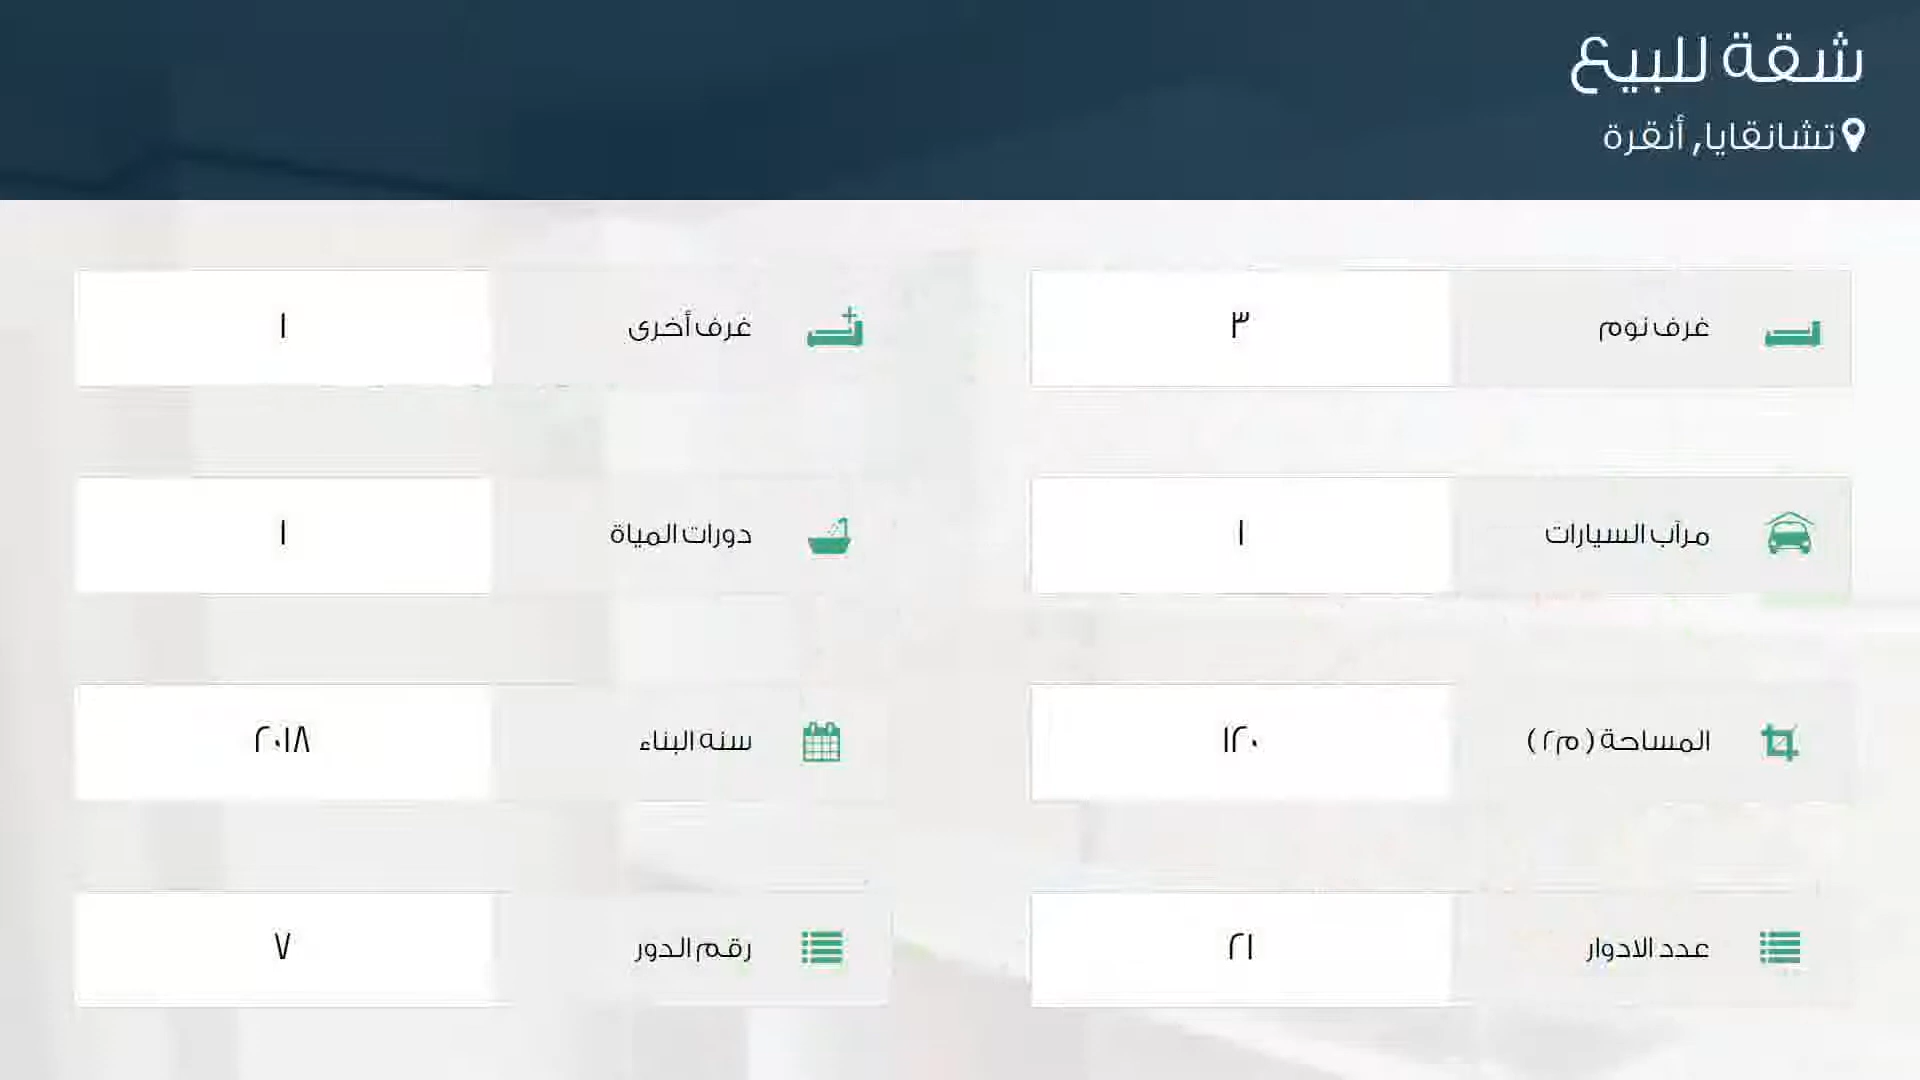 شقة للبيع
تشانقايا, أنقرة
غرف نوم
٣
غرف أخرى
١
مرآب السيارات
١
دورات المياة
١
المساحة ( م٢ )
١٢٠
سنه البناء
٢٠١٨
عدد الادوار
٢١
رقم الدور
٧